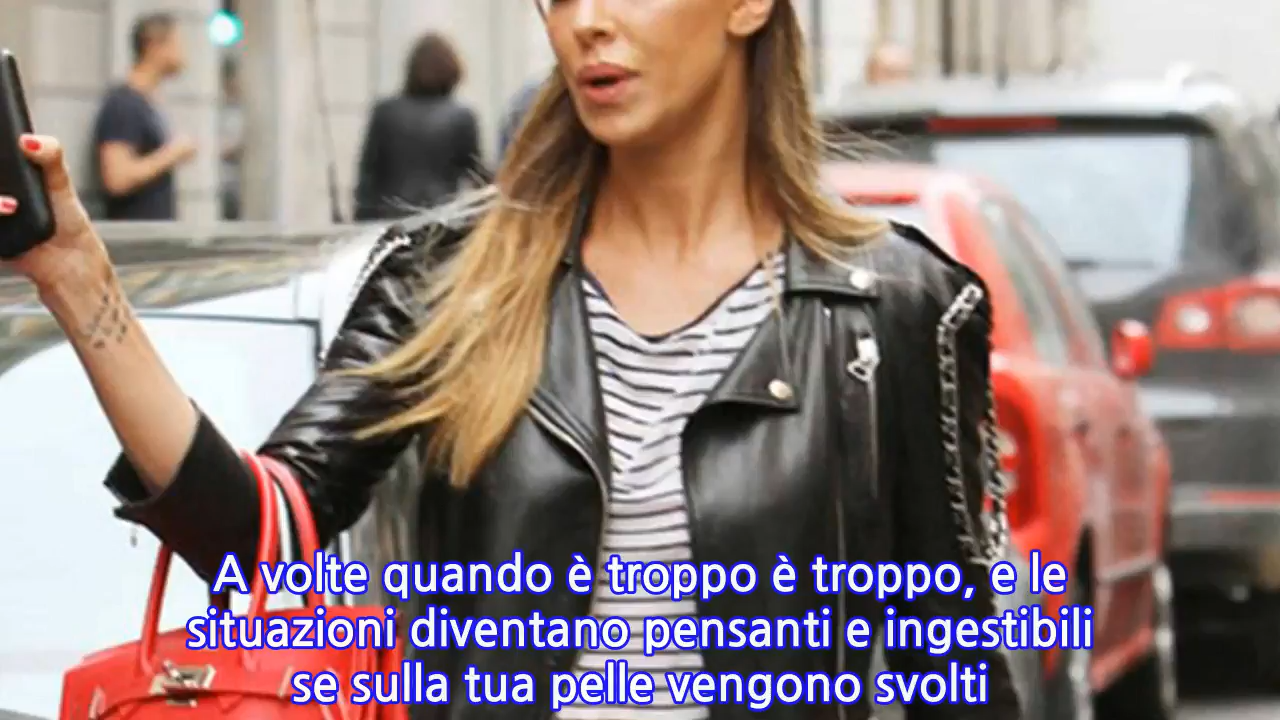 A volte quando è troppo è troppo, e le
situazioni diventano pensanti e ingestibili
se sulla tua pelle vengono svolti